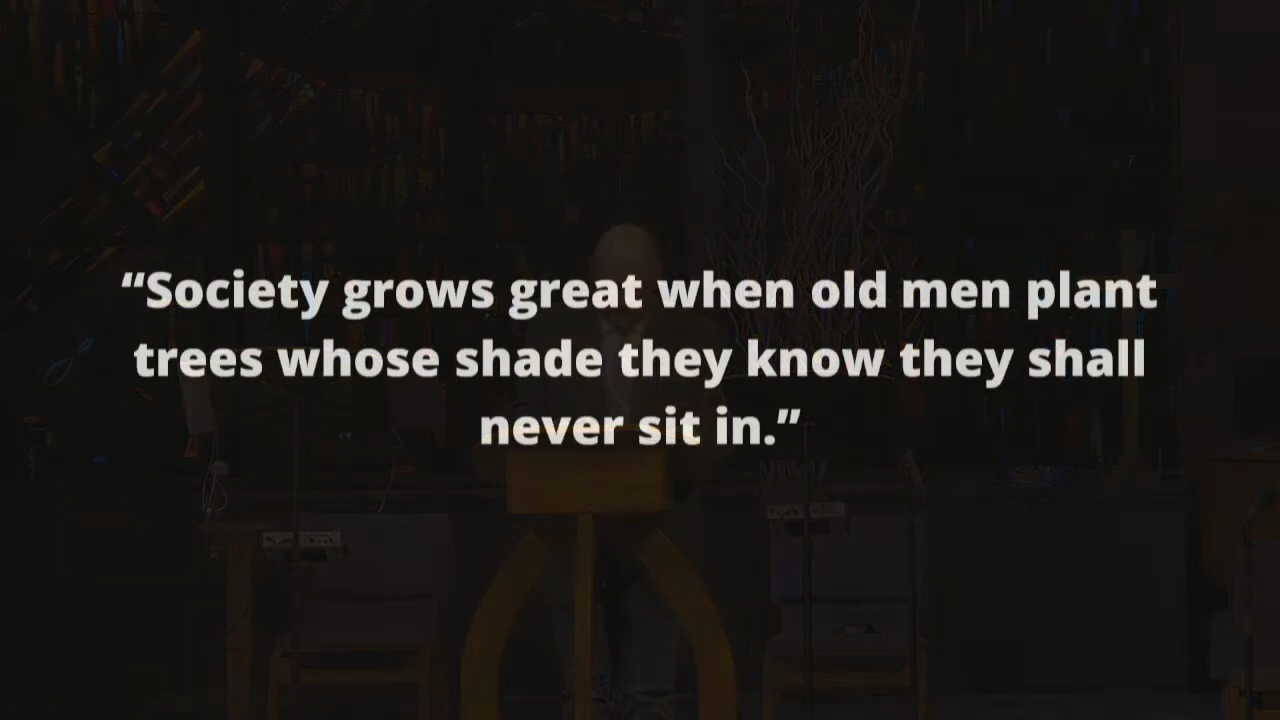 “Society grows great when old men plant
trees whose shade they know they shall
never sit in.”